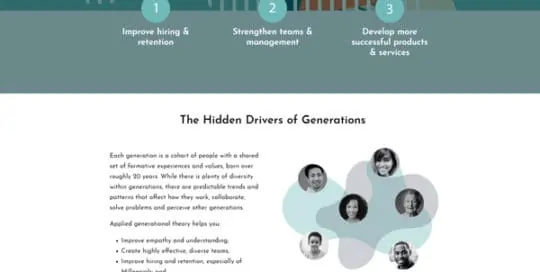 1 2 3
Improve hiring &
retention
Strengthen teams &
management
Develop more
successful products
& services
The Hidden Drivers of Generations
Each generation is a cohort of people with a shared
set of formative experiences and values, born over
roughly 20 years. While there is plenty of diversity
within generations, there are predictable trends and
patterns that affect how they work, collaborate,
solve problems and perceive other generations.
Applied generational theory helps you:
• Improve empathy and understanding;
• Create highly effective, diverse teams;
• Improve hiring and retention, especially of
Millennials; and